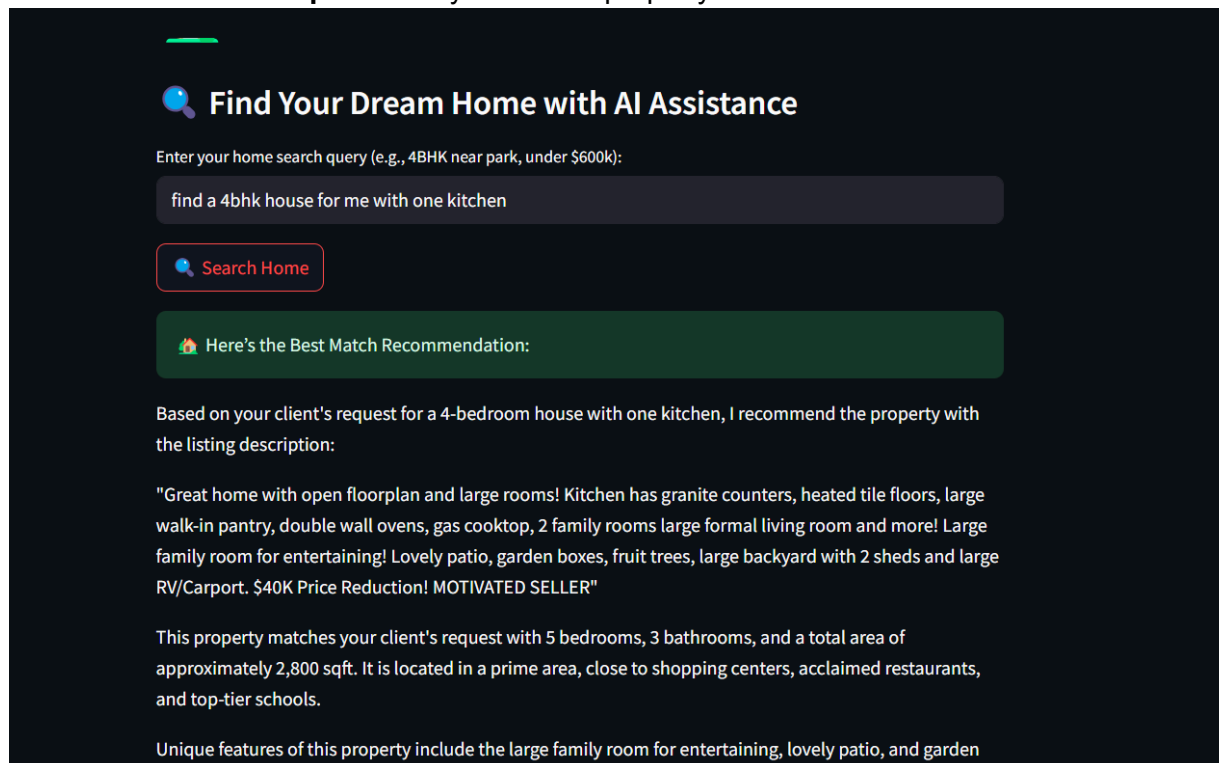 Find Your Dream Home with AI Assistance
Enter your home search query (e.g., 4BHK near park, under $600k):
find a 4bhk house for me with one kitchen
Search Home
Here’s the Best Match Recommendation:
Based on your client's request for a 4-bedroom house with one kitchen, I recommend the property with
the listing description:
"Great home with open floorplan and large rooms! Kitchen has granite counters, heated tile floors, large
walk-in pantry, double wall ovens, gas cooktop, 2 family rooms large formal living room and more! Large
family room for entertaining! Lovely patio, garden boxes, fruit trees, large backyard with 2 sheds and large
RV/Carport. $40K Price Reduction! MOTIVATED SELLER"
This property matches your client's request with 5 bedrooms, 3 bathrooms, and a total area of
approximately 2,800 sqft. It is located in a prime area, close to shopping centers, acclaimed restaurants,
and top-tier schools.
Unique features of this property include the large family room for entertaining, lovely patio, and garden